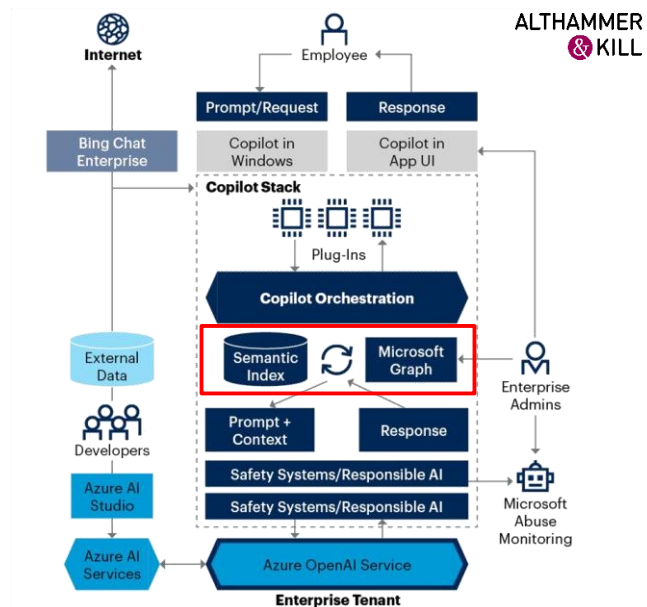 ALTHAMMER
& KILL
Internet
Employee
Prompt/Request
Response
Bing Chat
Enterprise
Copilot in
Windows
Copilot in
App UI
Copilot Stack
Plug-Ins
Copilot Orchestration
External
Data
Semantic
Index
Microsoft
Graph
Enterprise
Admins
Developers
Prompt +
Context
Response
Safety Systems/Responsible AI
Safety Systems/Responsible AI
Azure AI
Studio
Microsoft
Abuse
Monitoring
Azure AI
Services
Azure OpenAI Service
Enterprise Tenant